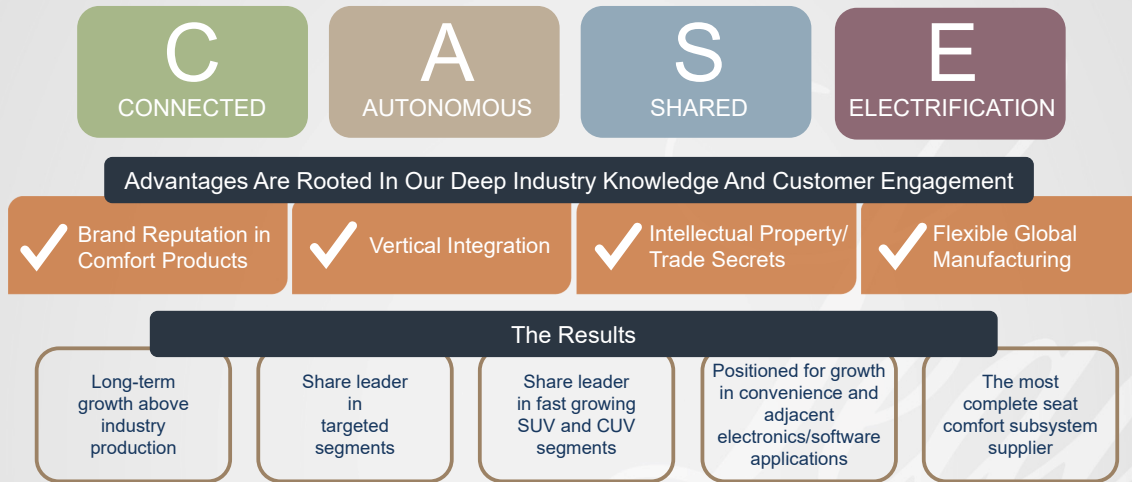 C
CONNECTED
A
AUTONOMOUS
S
SHARED
E
ELECTRIFICATION
Advantages Are Rooted In Our Deep Industry Knowledge And Customer Engagement
Brand Reputation in
Comfort Products
Vertical Integration
Intellectual Property/
Trade Secrets
Flexible Global
Manufacturing
The Results
Long-term
growth above
industry
production
Share leader
in
targeted
segments
Share leader
in fast growing
SUV and CUV
segments
Positioned for growth
in convenience and
adjacent
electronics/software
applications
The most
complete seat
comfort subsystem
supplier